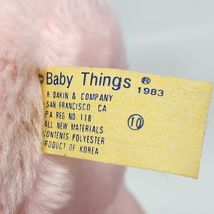 Baby Things ®
1983
R. DAKIN & COMPANY
SAN FRANCISCO, CA
PA REG NO. 118
ALL NEW MATERIALS
CONTENTS POLYESTER
PRODUCT OF KOREA
10